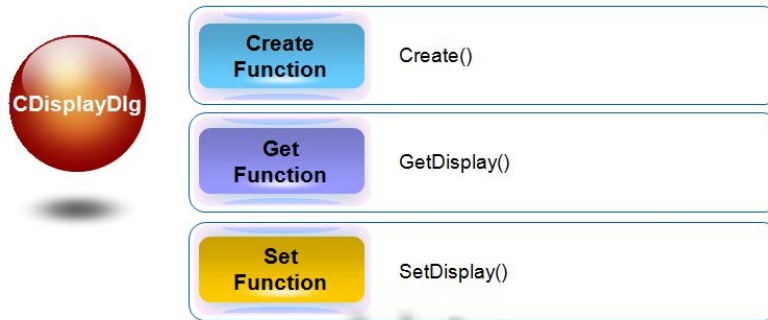 CDisplayDlg
Create
Function
Create()
Get
Function
GetDisplay()
Set
Function
SetDisplay()